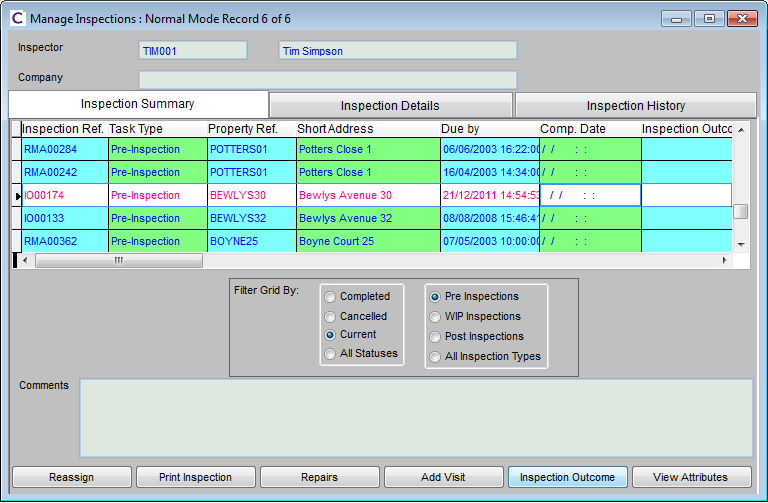 C Manage Inspections : Normal Mode Record 6 of 6
Inspector TIM001 Tim Simpson
Company
Inspection Summary Inspection Details Inspection History
Inspection Ref. Task Type Property Ref. Short Address Due by Comp. Date Inspection Outco
RMA00284 Pre-Inspection POTTERS01 Potters Close 1 06/06/2003 16:22:00 / / : :
RMA00242 Pre-Inspection POTTERS01 Potters Close 1 16/04/2003 14:34:00 / / : :
IO00174 Pre-Inspection BEWLYS30 Bewlys Avenue 30 21/12/2011 14:54:53 / / : :
IO00133 Pre-Inspection BEWLYS32 Bewlys Avenue 32 08/08/2008 15:46:41 / / : :
RMA00362 Pre-Inspection BOYNE25 Boyne Court 25 07/05/2003 10:00:00 / / : :
Filter Grid By:
Completed Pre Inspections
Cancelled WIP Inspections
Current Post Inspections
All Statuses All Inspection Types
Comments
Reassign Print Inspection Repairs Add Visit Inspection Outcome View Attributes